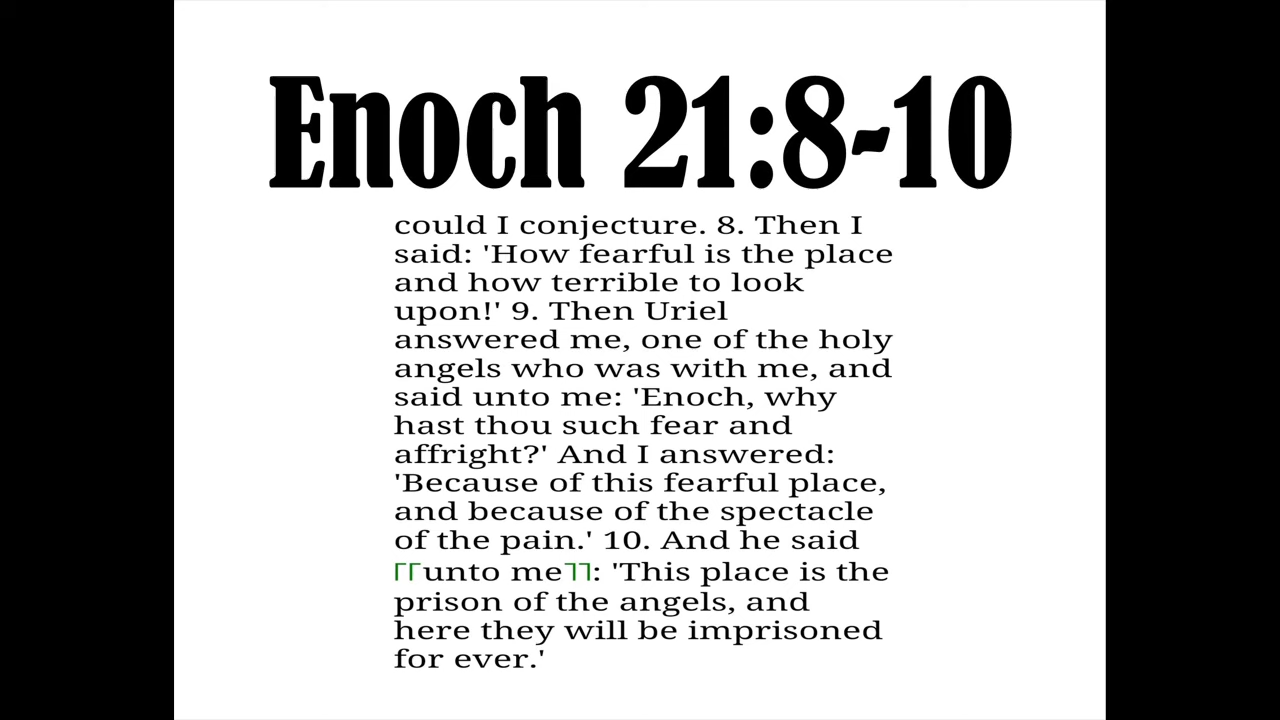 Enoch 21:8-10
could I conjecture. 8. Then I
said: 'How fearful is the place
and how terrible to look
upon!' 9. Then Uriel
answered me, one of the holy
angels who was with me, and
said unto me: 'Enoch, why
hast thou such fear and
affright?' And I answered:
'Because of this fearful place,
and because of the spectacle
of the pain.' 10. And he said
⌈⌈unto me⌉⌉: 'This place is the
prison of the angels, and
here they will be imprisoned
for ever.'